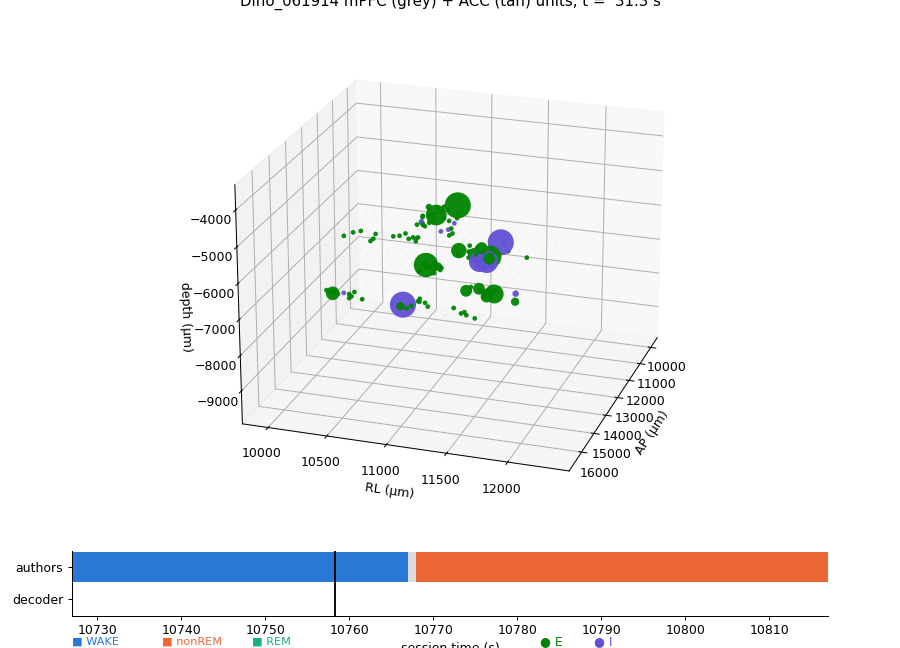 Dino_061914 mPFC (grey) + ACC (tan) units, t = 31.3 s
−4000
−5000
−6000
−7000
−8000
−9000
depth (μm)
10000
10500
11000
11500
12000
RL (μm)
10000
11000
12000
13000
14000
15000
16000
AP (μm)
authors
decoder
10730 10740 10750 10760 10770 10780 10790 10800 10810
WAKE nonREM REM E I
session time (s)